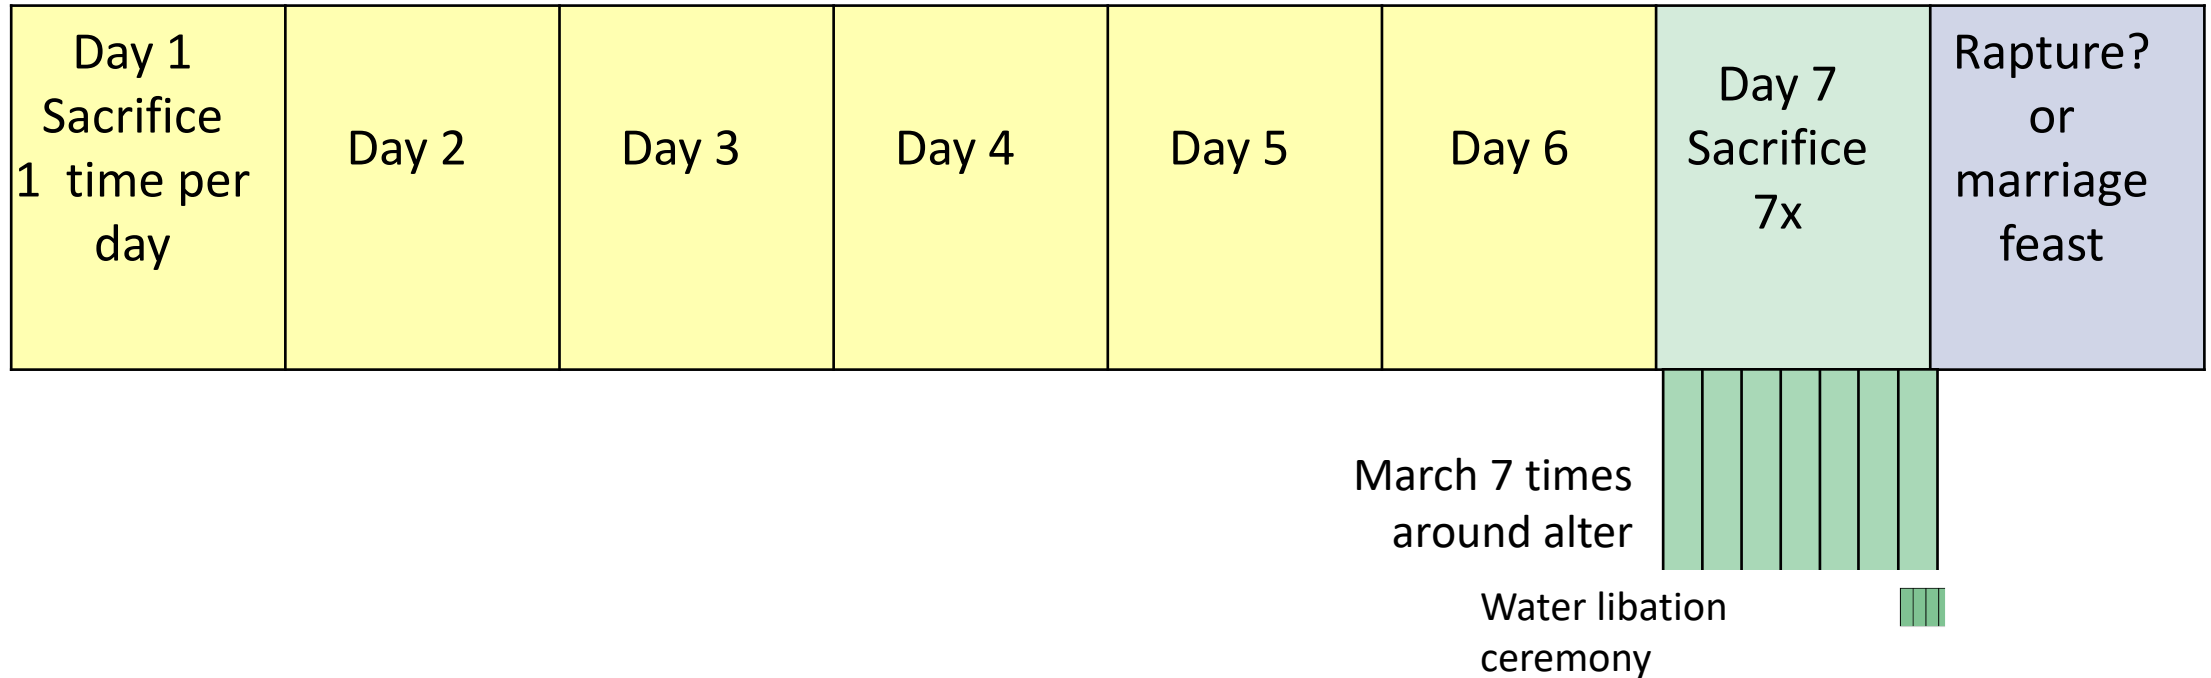 Day 1
Sacrifice
1 time per
day
Day 2
Day 3
Day 4
Day 5
Day 6
Day 7
Sacrifice
7x
Rapture?
or
marriage
feast
March 7 times
around alter
Water libation
ceremony